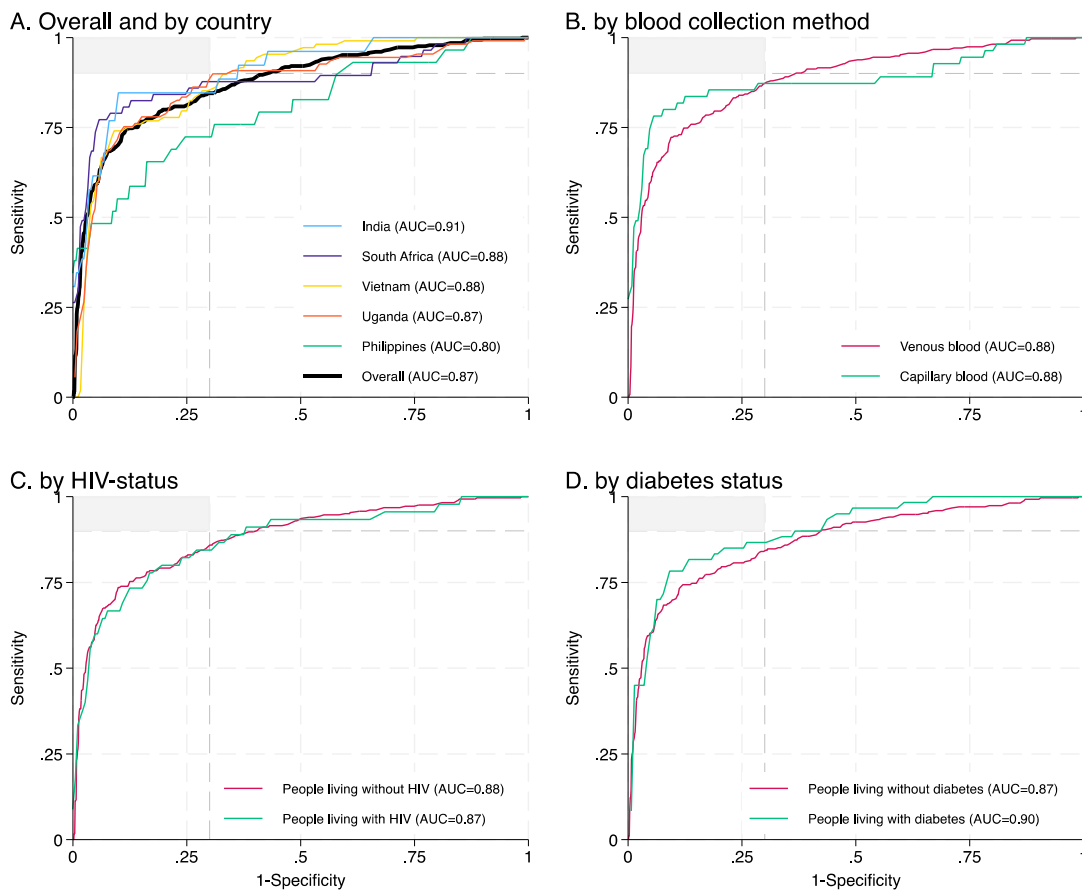 A. Overall and by country
1
.75
.5
.25
0
Sensitivity
India (AUC=0.91)
South Africa (AUC=0.88)
Vietnam (AUC=0.88)
Uganda (AUC=0.87)
Philippines (AUC=0.80)
Overall (AUC=0.87)
0
.25
.5
.75
1
B. by blood collection method
1
.75
.5
.25
0
Sensitivity
Venous blood (AUC=0.88)
Capillary blood (AUC=0.88)
0
.25
.5
.75
1
C. by HIV-status
1
.75
.5
.25
0
Sensitivity
People living without HIV (AUC=0.88)
People living with HIV (AUC=0.87)
0
.25
.5
.75
1
1-Specificity
D. by diabetes status
1
.75
.5
.25
0
Sensitivity
People living without diabetes (AUC=0.87)
People living with diabetes (AUC=0.90)
0
.25
.5
.75
1
1-Specificity